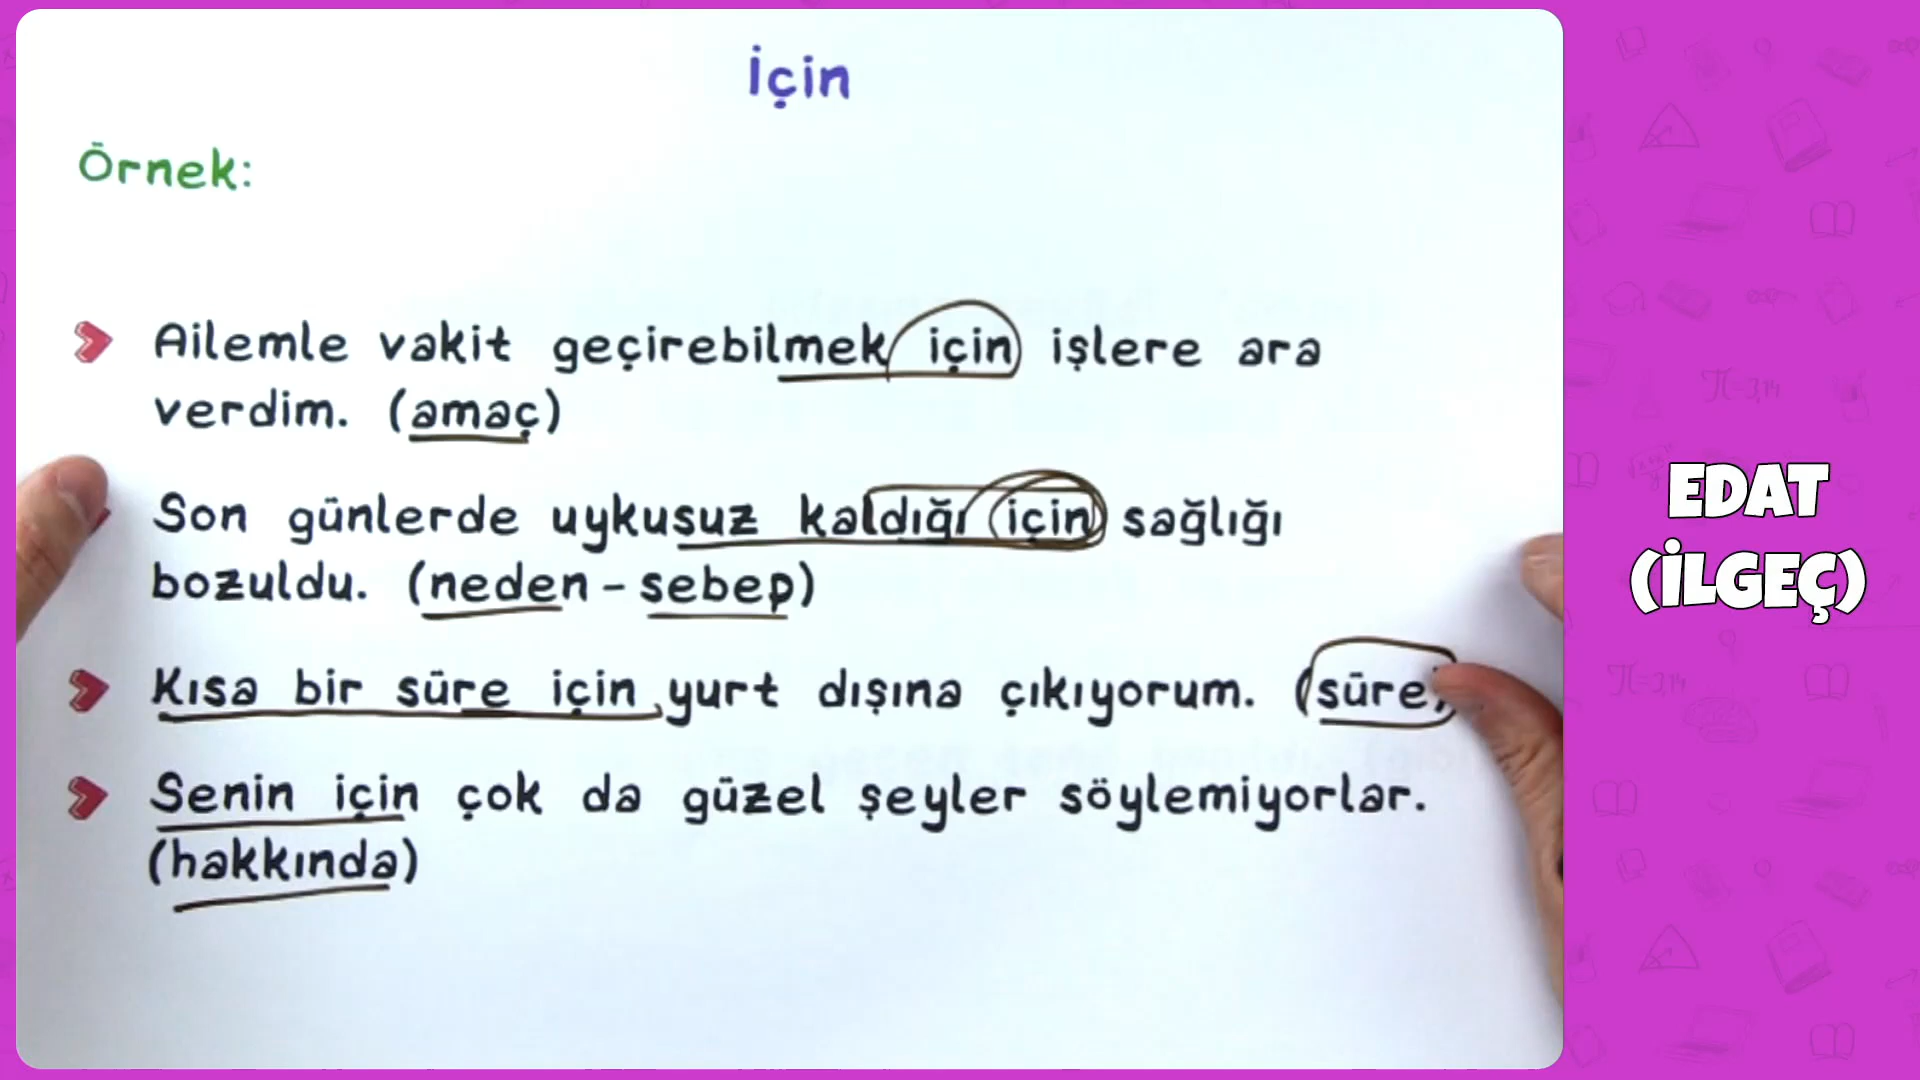 İçin
Örnek:
Ailemle vakit geçirebilmek için işlere ara
verdim. (amaç)
Son günlerde uykusuz kaldığı için sağlığı
bozuldu. (neden - sebep)
Kısa bir süre için yurt dışına çıkıyorum. (süre)
Senin için çok da güzel şeyler söylemiyorlar.
(hakkında)
EDAT
(İLGEÇ)